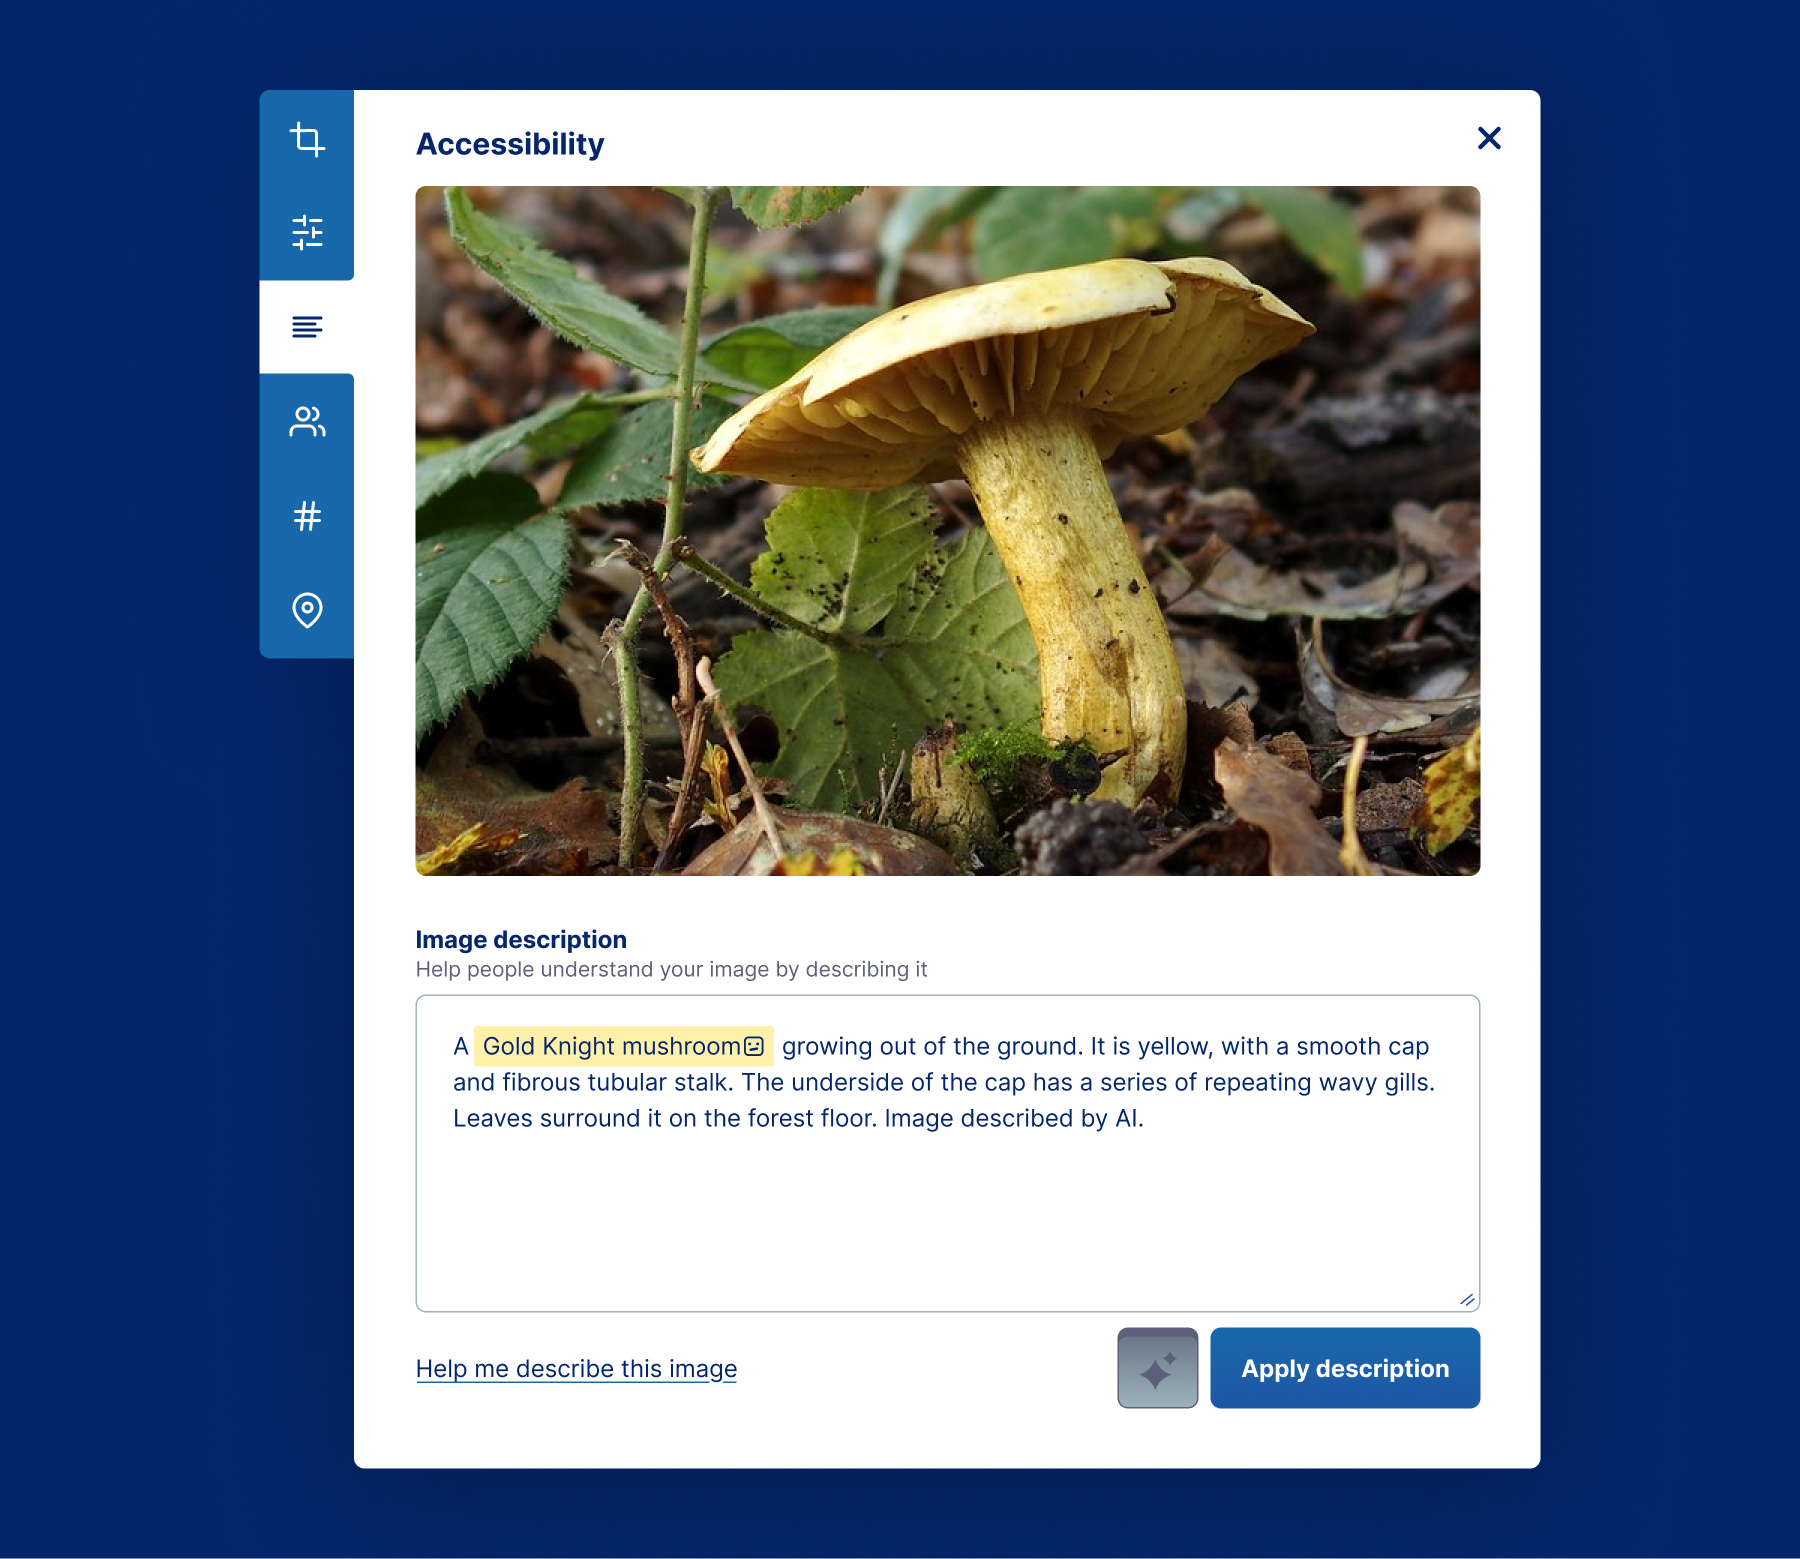 Accessibility
Image description
Help people understand your image by describing it
A Gold Knight mushroom growing out of the ground. It is yellow, with a smooth cap
and fibrous tubular stalk. The underside of the cap has a series of repeating wavy gills.
Leaves surround it on the forest floor. Image described by AI.
Help me describe this image
Apply description